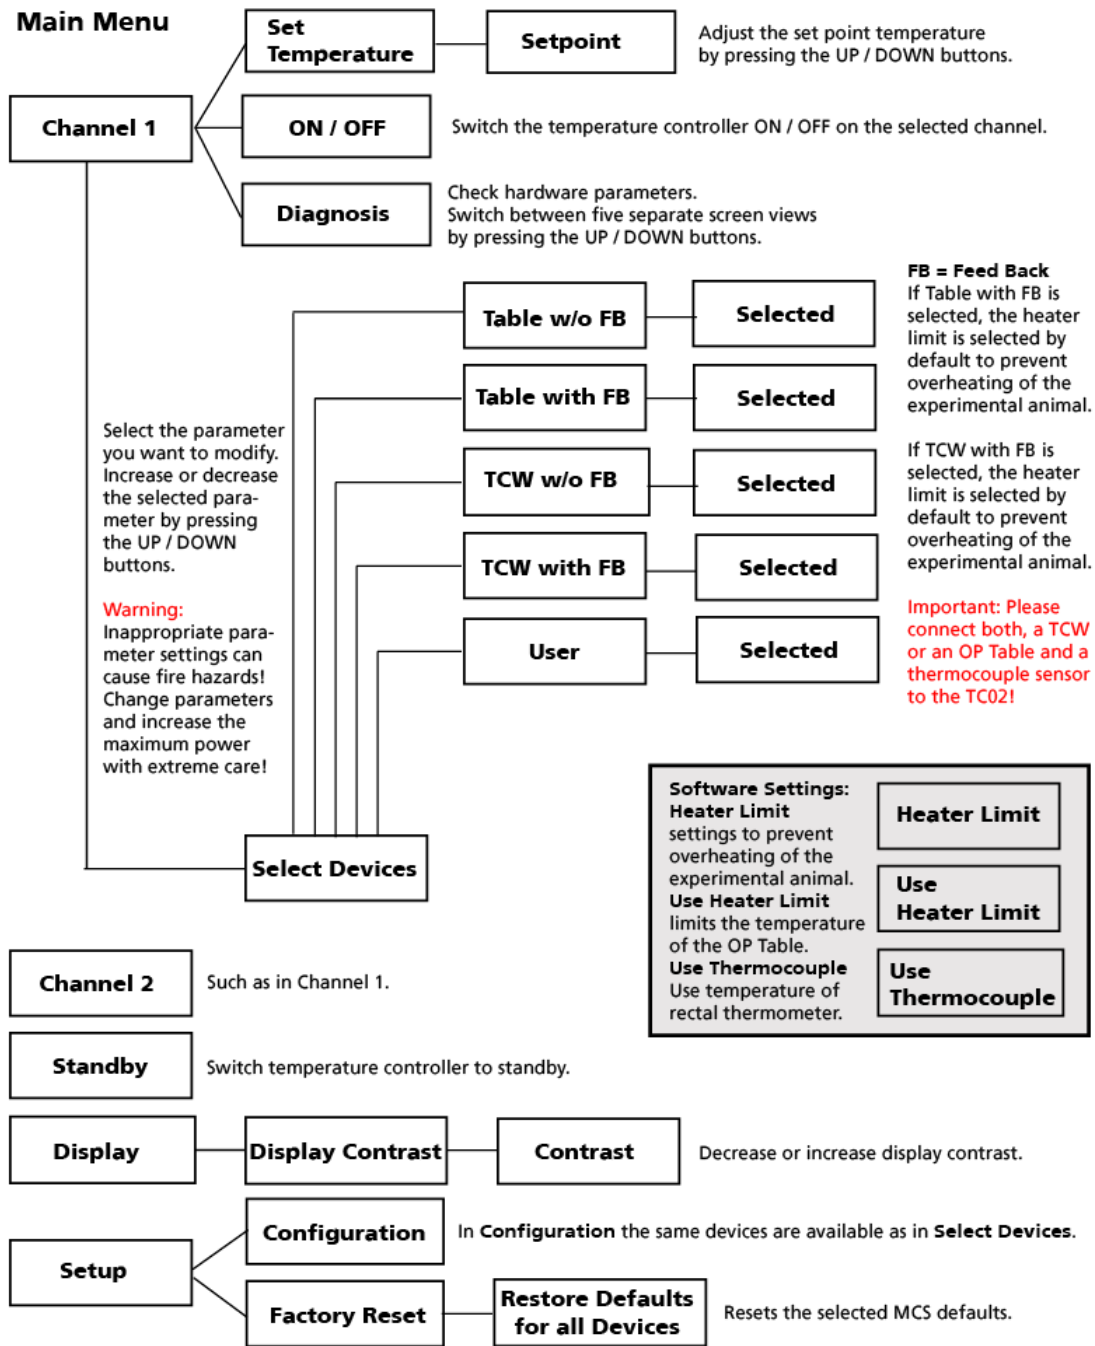 Main Menu
Set
Temperature
Setpoint
Adjust the set point temperature
by pressing the UP / DOWN buttons.
Channel 1
ON / OFF
Switch the temperature controller ON / OFF on the selected channel.
Diagnosis
Check hardware parameters.
Switch between five separate screen views
by pressing the UP / DOWN buttons.
Table w/o FB
Selected
Table with FB
Selected
TCW w/o FB
Selected
TCW with FB
Selected
User
Selected
FB = Feed Back
If Table with FB is
selected, the heater
limit is selected by
default to prevent
overheating of the
experimental animal.
If TCW with FB is
selected, the heater
limit is selected by
default to prevent
overheating of the
experimental animal.
Important: Please
connect both, a TCW
or an OP Table and a
thermocouple sensor
to the TC02!
Select the parameter
you want to modify.
Increase or decrease
the selected para-
meter by pressing
the UP / DOWN
buttons.
Warning:
Inappropriate para-
meter settings can
cause fire hazards!
Change parameters
and increase the
maximum power
with extreme care!
Select Devices
Software Settings:
Heater Limit
settings to prevent
overheating of the
experimental animal.
Use Heater Limit
limits the temperature
of the OP Table.
Use Thermocouple
Use temperature of
rectal thermometer.
Heater Limit
Use
Heater Limit
Use
Thermocouple
Channel 2
Such as in Channel 1.
Standby
Switch temperature controller to standby.
Display
Display Contrast
Contrast
Decrease or increase display contrast.
Setup
Configuration
In Configuration the same devices are available as in Select Devices.
Factory Reset
Restore Defaults
for all Devices
Resets the selected MCS defaults.